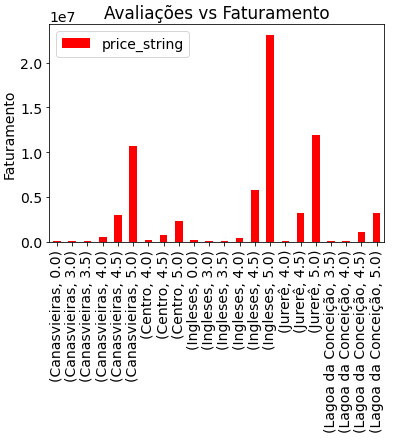 Avaliações vs Faturamento
1e7
price_string
Faturamento
2.0
1.5
1.0
0.5
0.0
(Canasvieiras, 0.0)
(Canasvieiras, 3.0)
(Canasvieiras, 3.5)
(Canasvieiras, 4.0)
(Canasvieiras, 4.5)
(Canasvieiras, 5.0)
(Centro, 4.0)
(Centro, 4.5)
(Centro, 5.0)
(Ingleses, 0.0)
(Ingleses, 3.0)
(Ingleses, 3.5)
(Ingleses, 4.0)
(Ingleses, 4.5)
(Ingleses, 5.0)
(Jurerê, 4.0)
(Jurerê, 4.5)
(Jurerê, 5.0)
(Lagoa da Conceição, 3.5)
(Lagoa da Conceição, 4.0)
(Lagoa da Conceição, 4.5)
(Lagoa da Conceição, 5.0)